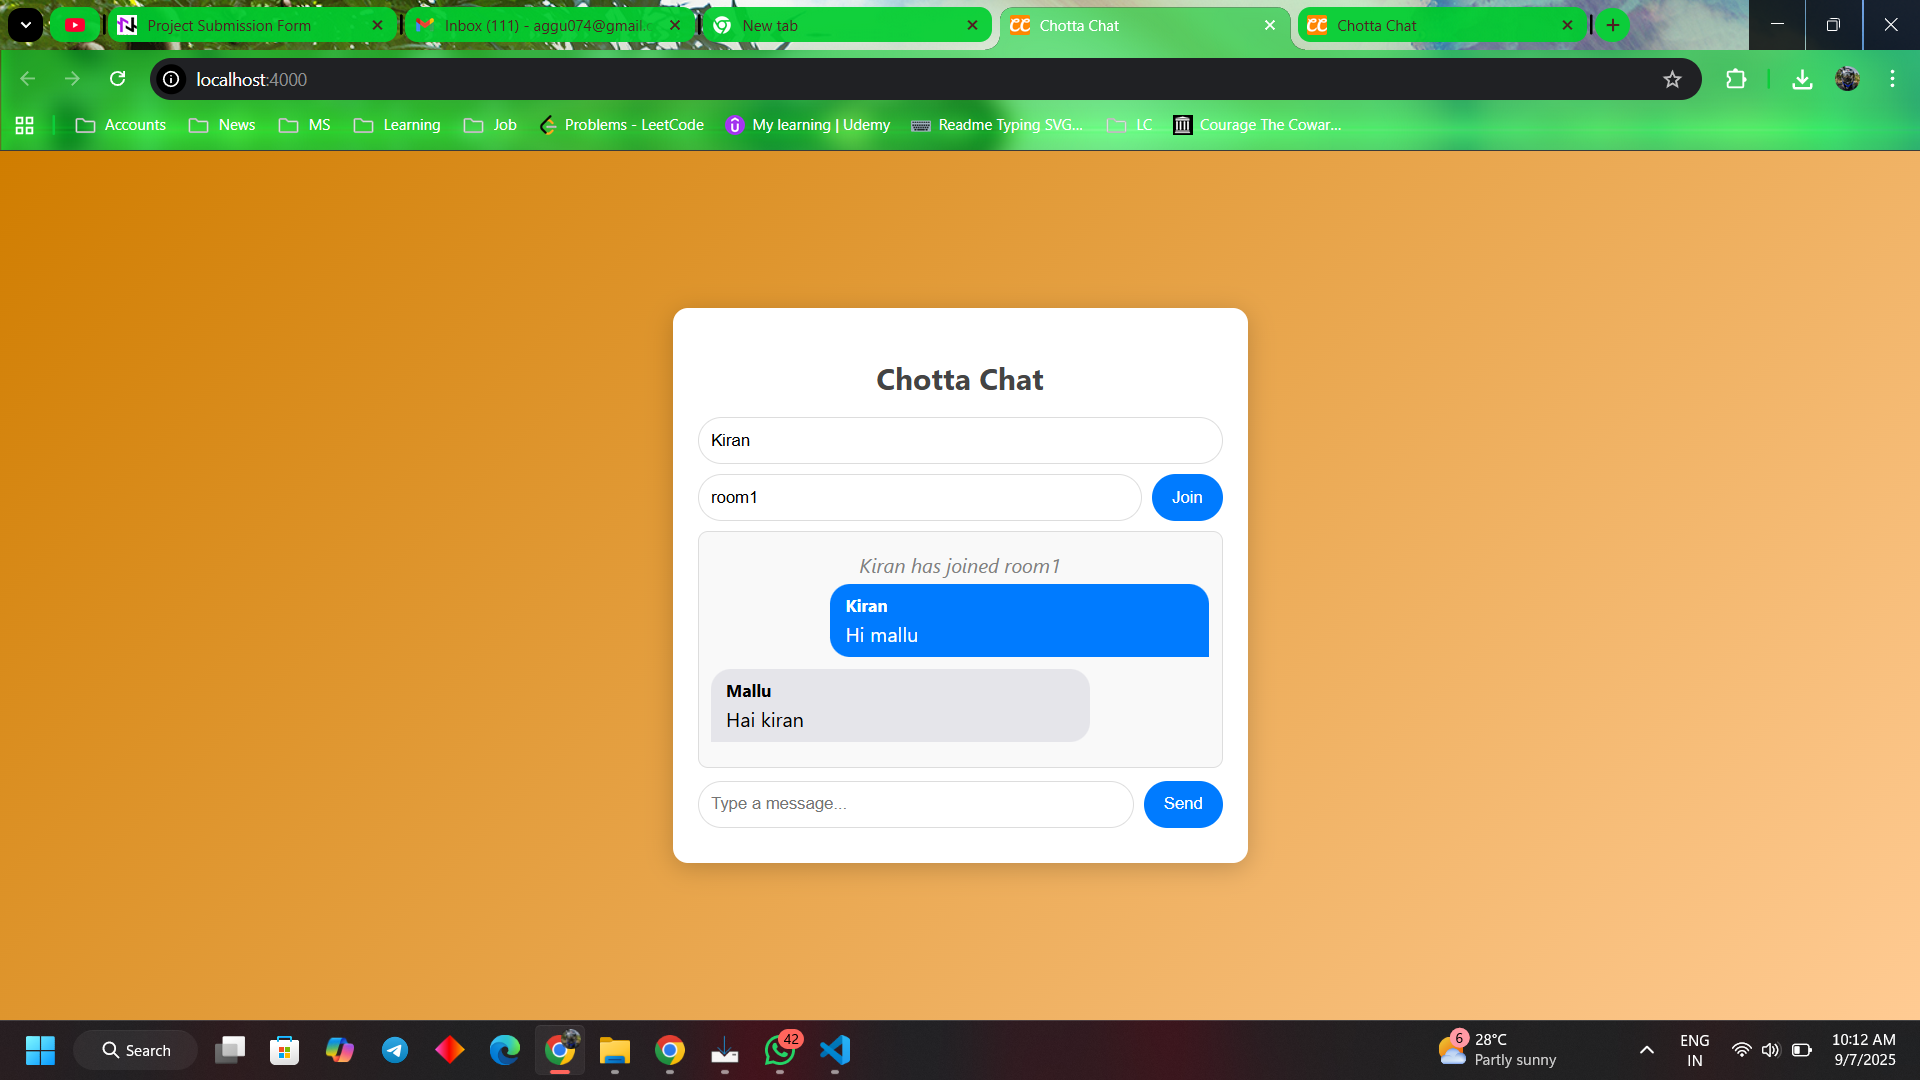 Project Submission Form
Inbox (111) - aggu074@gmail.c
New tab
Chotta Chat
Chotta Chat
localhost:4000
Accounts
News
MS
Learning
Job
Problems - LeetCode
My learning | Udemy
Readme Typing SVG...
LC
Courage The Cowar...
Chotta Chat
Kiran
room1
Join
Kiran has joined room1
Kiran
Hi mallu
Mallu
Hai kiran
Type a message...
Send
Search
42
6
28°C
Partly sunny
ENG
IN
10:12 AM
9/7/2025